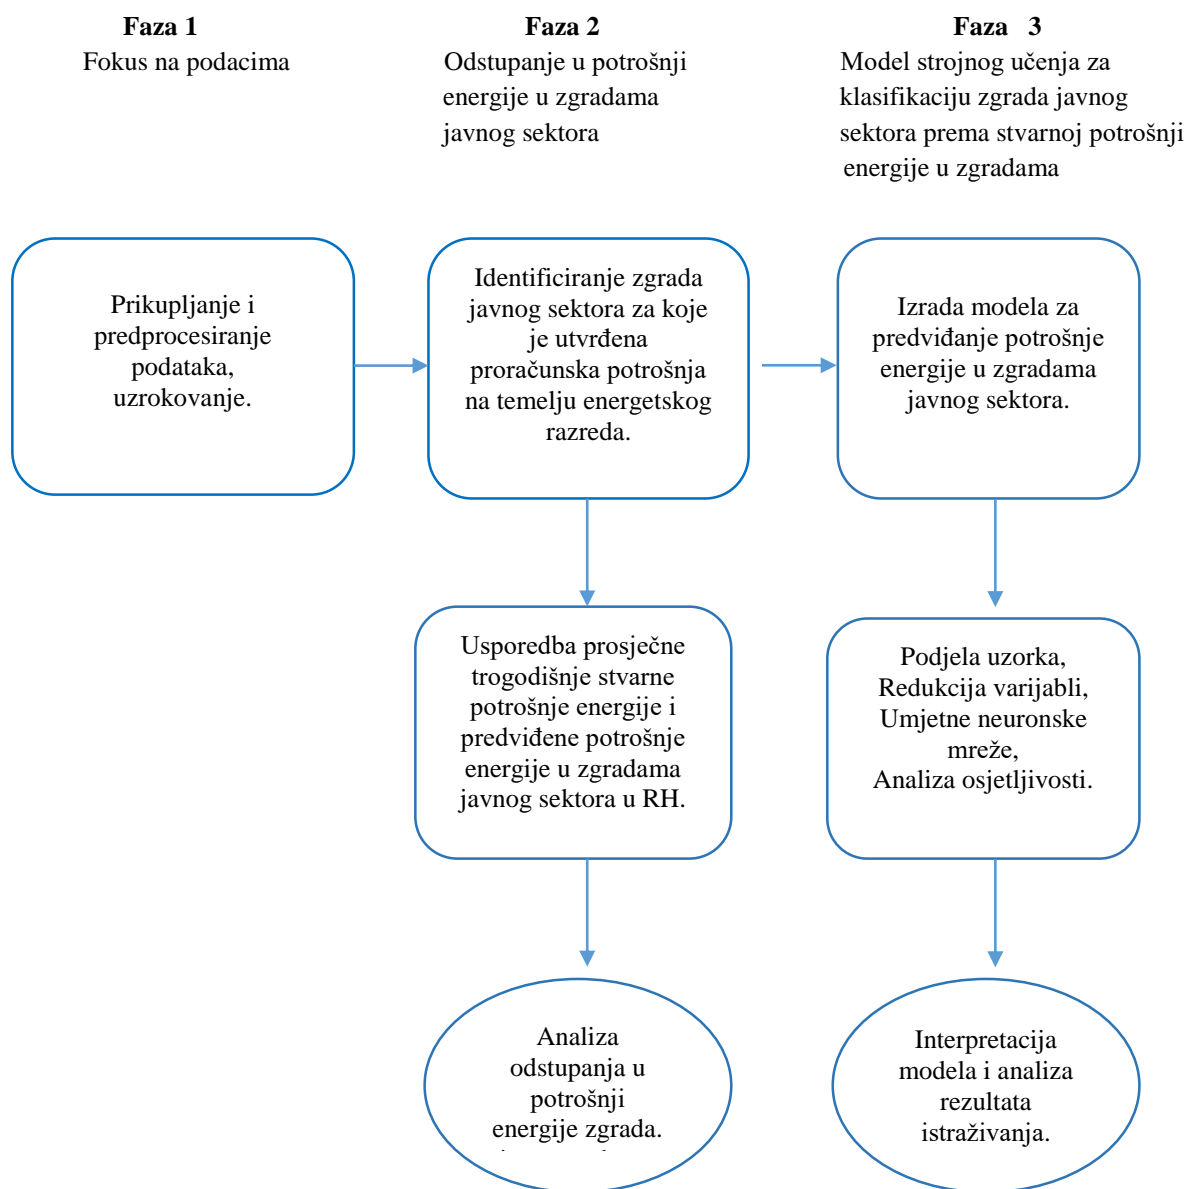 Faza 1
Fokus na podacima
Faza 2
Odstupanje u potrošnji
energije u zgradama
javnog sektora
Faza 3
Model strojnog učenja za
klasifikaciju zgrada javnog
sektora prema stvarnoj potrošnji
energije u zgradama
Prikupljanje i
predprocesiranje
podataka,
uzrokovanje.
Identificiranje zgrada
javnog sektora za koje
je utvrđena
proračunska potrošnja
na temelju energetskog
razreda.
Izrada modela za
predviđanje potrošnje
energije u zgradama
javnog sektora.
Usporedba prosječne
trogodišnje stvarne
potrošnje energije i
predviđene potrošnje
energije u zgradama
javnog sektora u RH.
Podjela uzorka,
Redukcija varijabli,
Umjetne neuronske
mreže,
Analiza osjetljivosti.
Analiza
odstupanja u
potrošnji
energije zgrada.
Interpretacija
modela i analiza
rezultata
istraživanja.